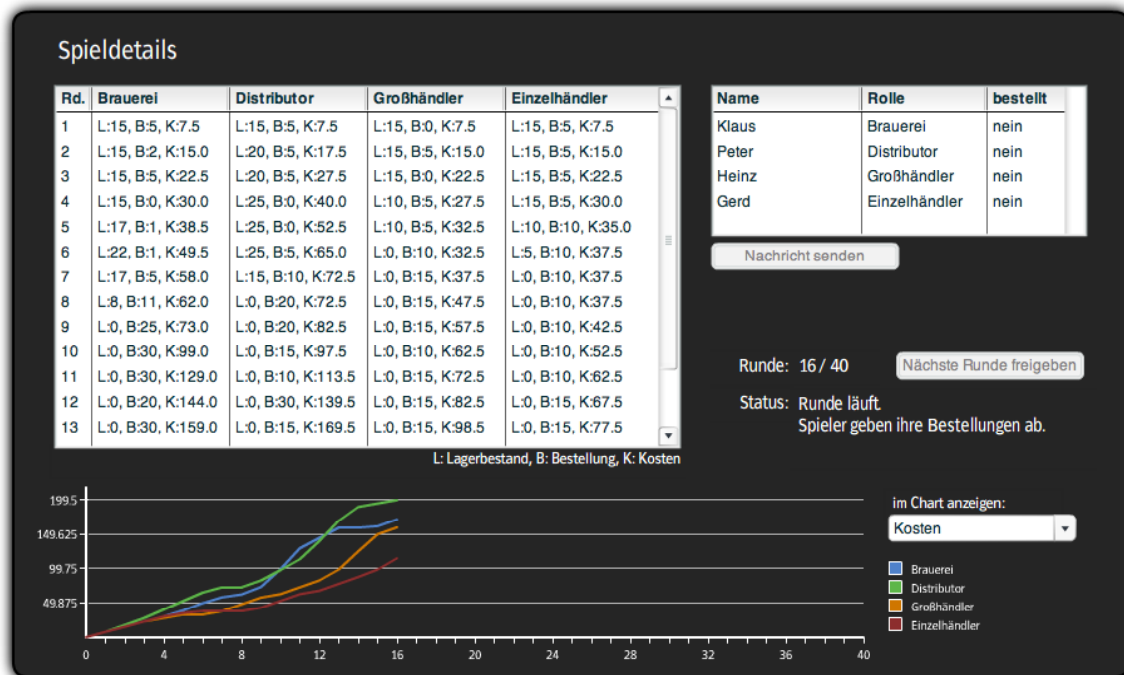 Spieldetails
Rd. Brauerei Distributor Großhändler Einzelhändler
1 L:15, B:5, K:7.5 L:15, B:5, K:7.5 L:15, B:0, K:7.5 L:15, B:5, K:7.5
2 L:15, B:2, K:15.0 L:20, B:5, K:17.5 L:15, B:5, K:15.0 L:15, B:5, K:15.0
3 L:15, B:5, K:22.5 L:20, B:5, K:27.5 L:15, B:0, K:22.5 L:15, B:5, K:22.5
4 L:15, B:0, K:30.0 L:25, B:0, K:40.0 L:10, B:5, K:27.5 L:15, B:5, K:30.0
5 L:17, B:1, K:38.5 L:25, B:0, K:52.5 L:10, B:5, K:32.5 L:10, B:10, K:35.0
6 L:22, B:1, K:49.5 L:25, B:5, K:65.0 L:0, B:10, K:32.5 L:5, B:10, K:37.5
7 L:17, B:5, K:58.0 L:15, B:10, K:72.5 L:0, B:15, K:37.5 L:0, B:10, K:37.5
8 L:8, B:11, K:62.0 L:0, B:20, K:72.5 L:0, B:15, K:47.5 L:0, B:10, K:37.5
9 L:0, B:25, K:73.0 L:0, B:20, K:82.5 L:0, B:15, K:57.5 L:0, B:10, K:42.5
10 L:0, B:30, K:99.0 L:0, B:15, K:97.5 L:0, B:10, K:62.5 L:0, B:10, K:52.5
11 L:0, B:30, K:129.0 L:0, B:10, K:113.5 L:0, B:15, K:72.5 L:0, B:10, K:62.5
12 L:0, B:20, K:144.0 L:0, B:30, K:139.5 L:0, B:15, K:82.5 L:0, B:15, K:67.5
13 L:0, B:30, K:159.0 L:0, B:15, K:169.5 L:0, B:15, K:98.5 L:0, B:15, K:77.5
L: Lagerbestand, B: Bestellung, K: Kosten
Name Rolle bestellt
Klaus Brauerei nein
Peter Distributor nein
Heinz Großhändler nein
Gerd Einzelhändler nein
Nachricht senden
Runde: 16 / 40 Nächste Runde freigeben
Status: Runde läuft.
Spieler geben ihre Bestellungen ab.
199.5
149.625
99.75
49.875
0 4 8 12 16 20 24 28 32 36 40
im Chart anzeigen:
Kosten
Brauerei
Distributor
Großhändler
Einzelhändler